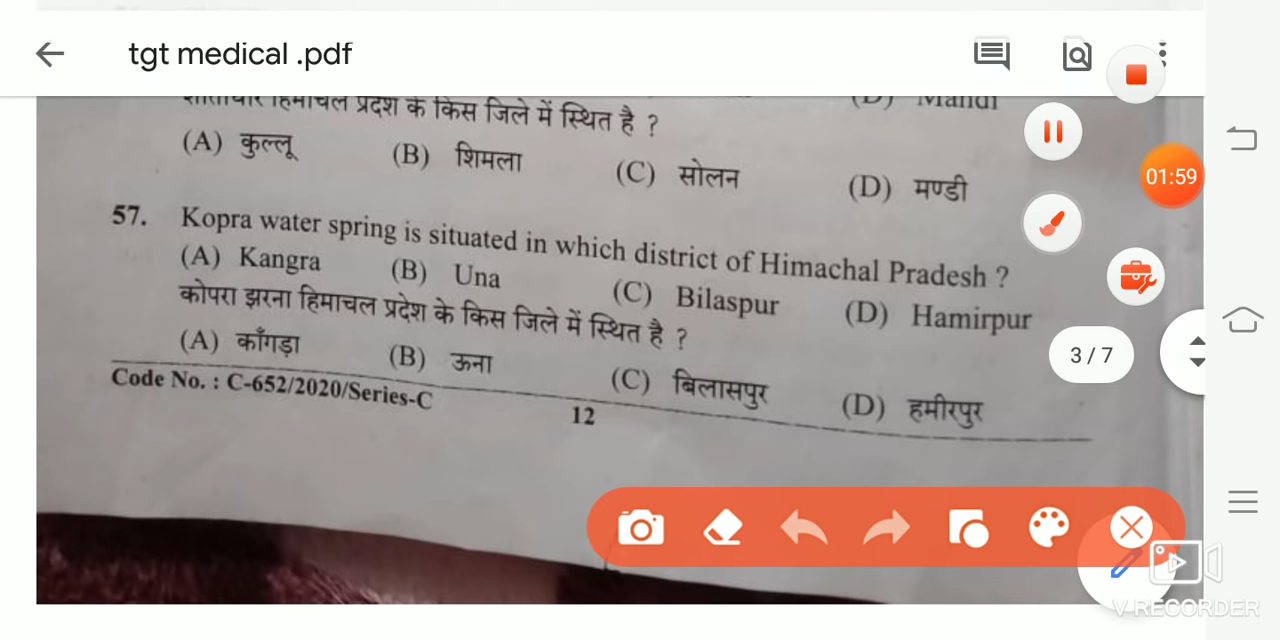 tgt medical .pdf
शीतोधार हिमाचल प्रदेश के किस जिले में स्थित है ?
(D) Mandi
(A) कुल्लू (B) शिमला (C) सोलन (D) मण्डी
01:59
57. Kopra water spring is situated in which district of Himachal Pradesh ?
(A) Kangra (B) Una (C) Bilaspur (D) Hamirpur
कोपरा झरना हिमाचल प्रदेश के किस जिले में स्थित है ?
(A) काँगड़ा (B) ऊना (C) बिलासपुर (D) हमीरपुर
3 / 7
Code No. : C-652/2020/Series-C 12
V RECORDER